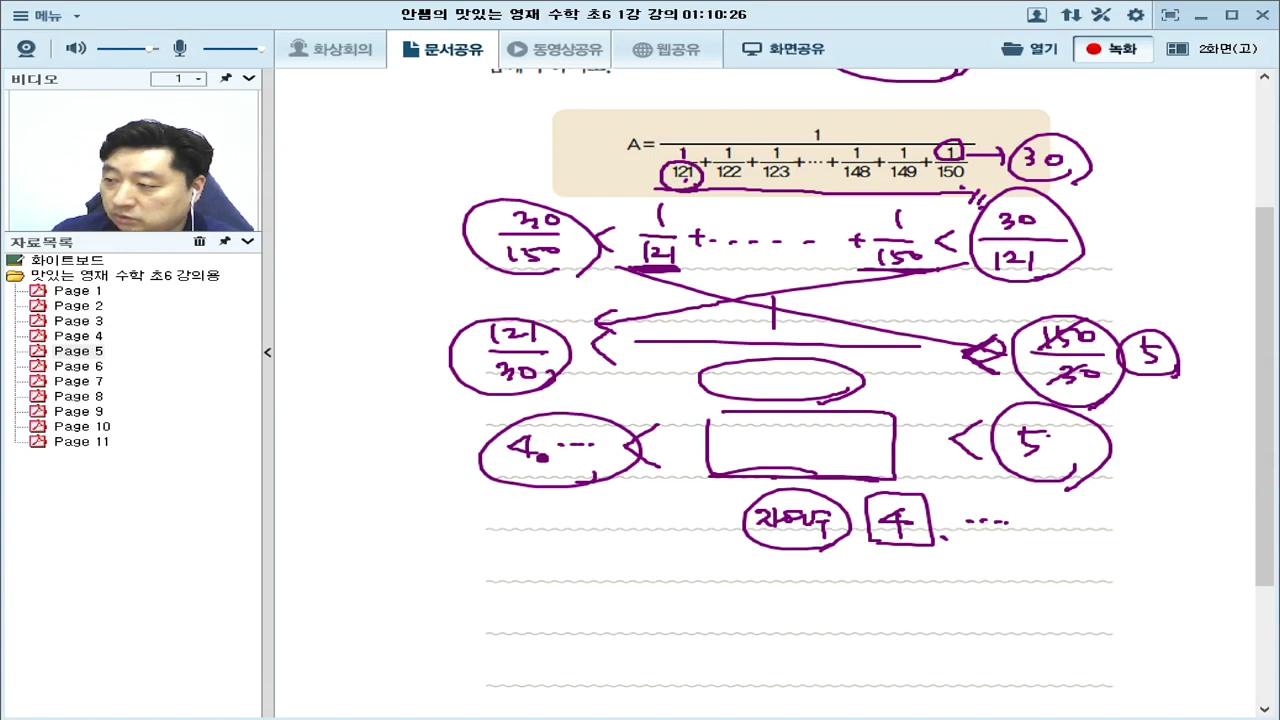 메뉴 안쌤의 맛있는 영재 수학 초6 1강 강의 01:10:26
화상회의 문서공유 동영상공유 웹공유 화면공유 열기 녹화 2화면(고)
비디오 1
자료목록
화이트보드
맛있는 영재 수학 초6 강의용
Page 1
Page 2
Page 3
Page 4
Page 5
Page 6
Page 7
Page 8
Page 9
Page 10
Page 11
A= 1
1/121 + 1/122 + 1/123 + ··· + 1/148 + 1/149 + 1/150 → 30
30/150 < 1/121 + ······ + 1/150 < 30/121
121/30 < 1 < 150/30 5
4.··· < < 5
자연수 4. ····